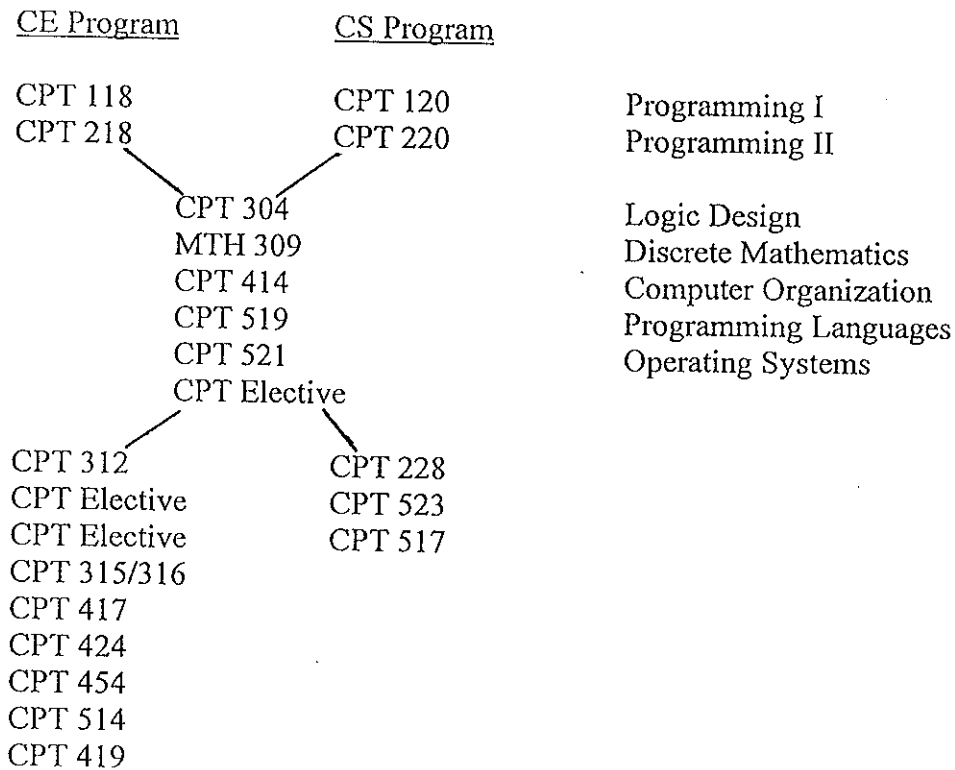 CE Program CS Program
CPT 118 CPT 120 Programming I
CPT 218 CPT 220 Programming II
CPT 304 Logic Design
MTH 309 Discrete Mathematics
CPT 414 Computer Organization
CPT 519 Programming Languages
CPT 521 Operating Systems
CPT Elective
CPT 312 CPT 228
CPT Elective CPT 523
CPT Elective CPT 517
CPT 315/316
CPT 417
CPT 424
CPT 454
CPT 514
CPT 419